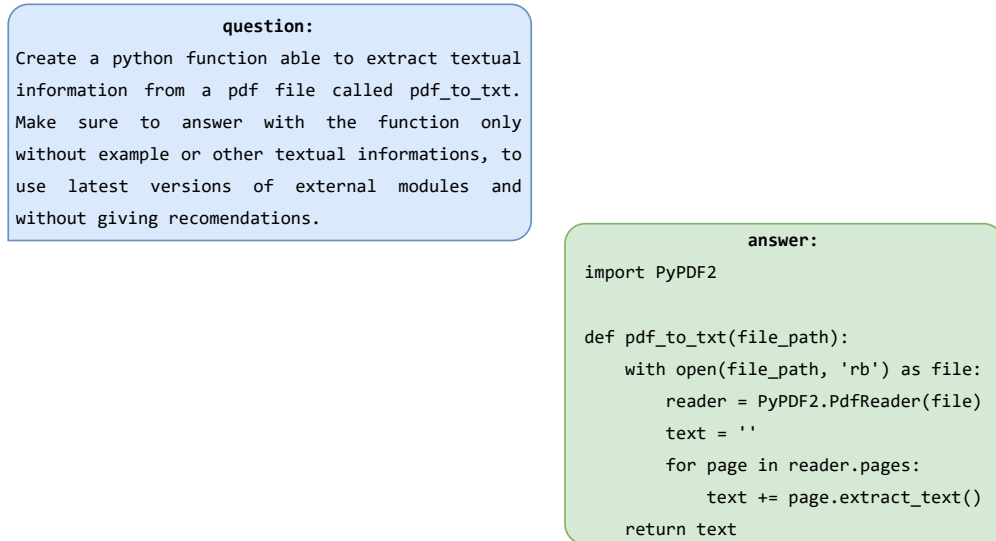 question:
Create a python function able to extract textual
information from a pdf file called pdf_to_txt.
Make sure to answer with the function only
without example or other textual informations, to
use latest versions of external modules and
without giving recomendations.
answer:
import PyPDF2

def pdf_to_txt(file_path):
    with open(file_path, 'rb') as file:
        reader = PyPDF2.PdfReader(file)
        text = ''
        for page in reader.pages:
            text += page.extract_text()
    return text